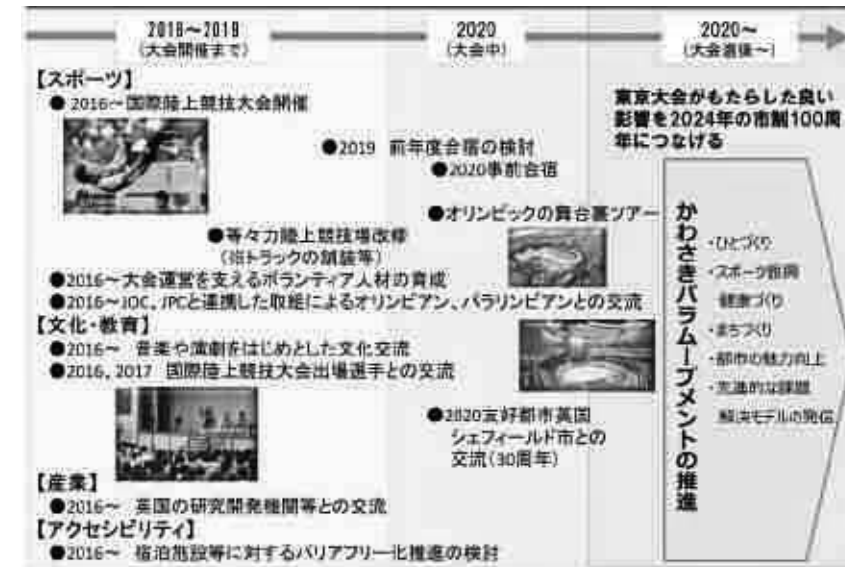 2016～2019
(大会開催まで)
2020
(大会中)
2020～
(大会直後～)
【スポーツ】
●2016～国際陸上競技大会開催
●2019 前年度合宿の検討
●2020事前合宿
●オリンピックの舞台裏ツアー
●等々力陸上競技場改修
(※トラックの舗装等)
●2016～大会運営を支えるボランティア人材の育成
●2016～JOC、JPCと連携した取組によるオリンピアン、パラリンピアンとの交流
【文化・教育】
●2016～ 音楽や演劇をはじめとした文化交流
●2016，2017 国際陸上競技大会出場選手との交流
●2020友好都市英国
シェフィールド市との
交流(30周年)
【産業】
●2016～ 英国の研究開発機関等との交流
【アクセシビリティ】
●2016～ 宿泊施設等に対するバリアフリー化推進の検討
東京大会がもたらした良い
影響を2024年の市制100周
年につなげる
かわさきパラムーブメントの推進
・ひとづくり
・スポーツ振興
健康づくり
・まちづくり
・都市の魅力向上
・先進的な課題
解決モデルの発信